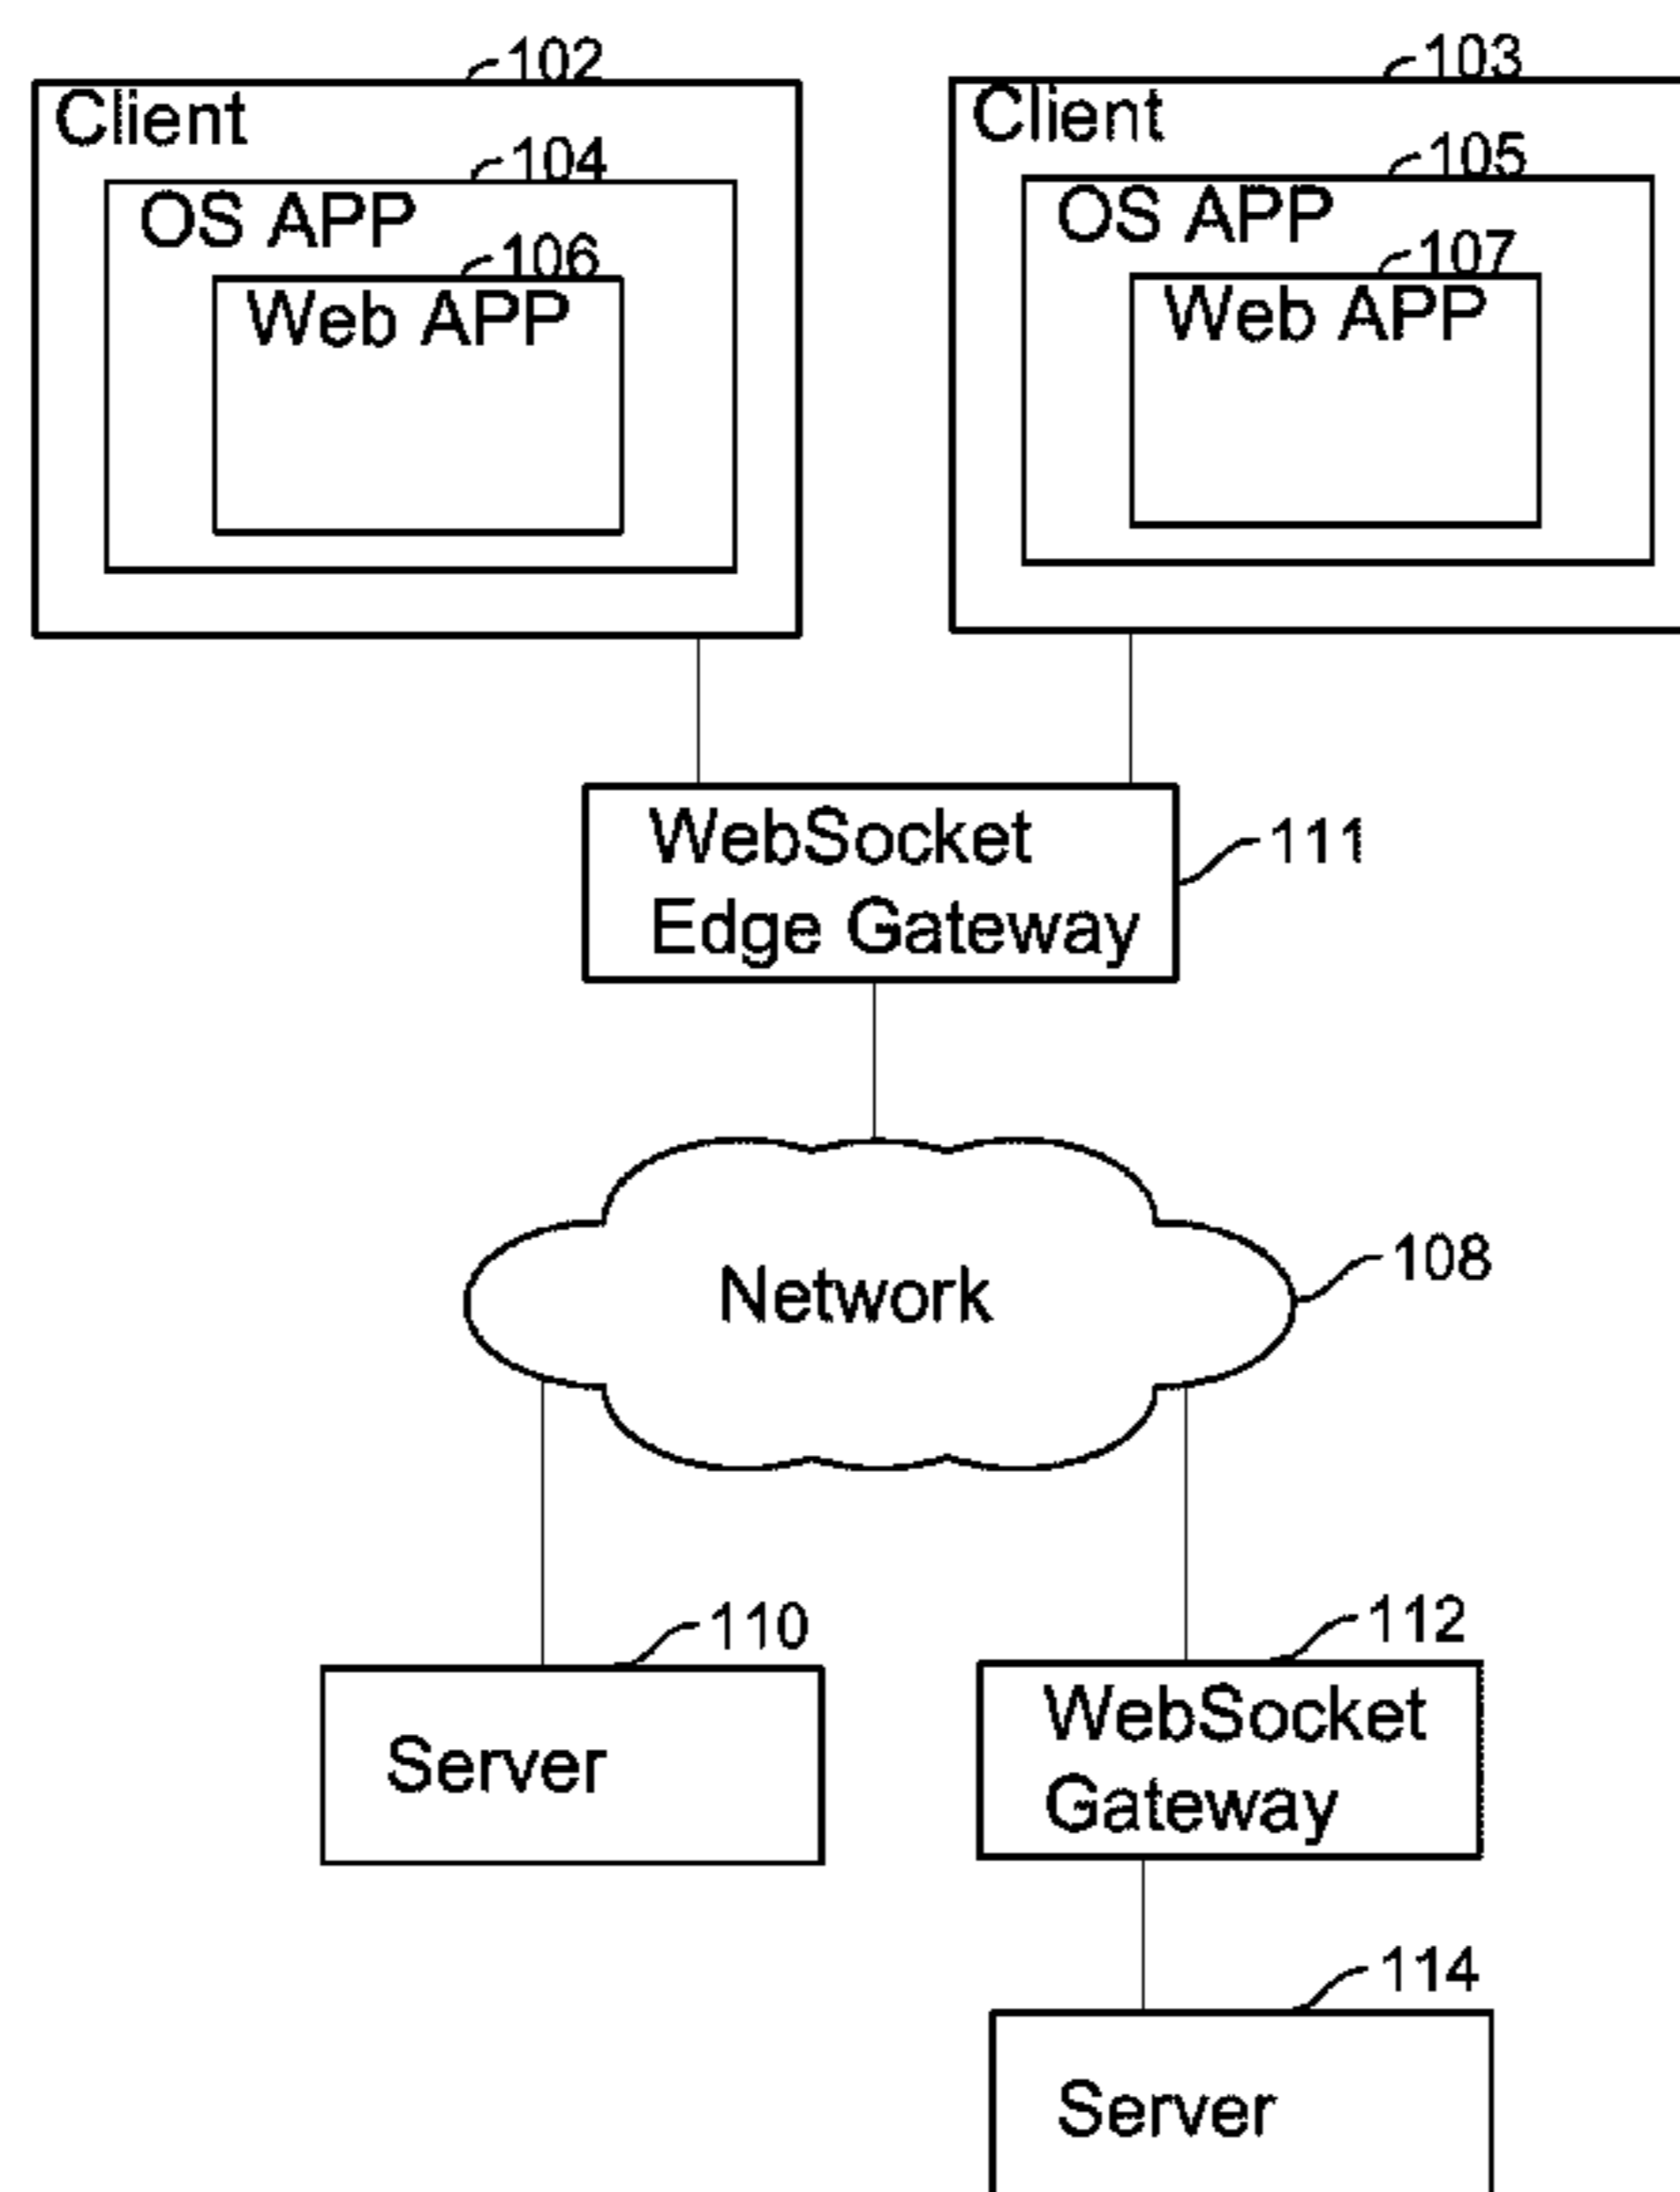 102
Client
104
OS APP
106
Web APP
103
Client
105
OS APP
107
Web APP
WebSocket
Edge Gateway
111
Network
108
110
Server
112
WebSocket
Gateway
114
Server